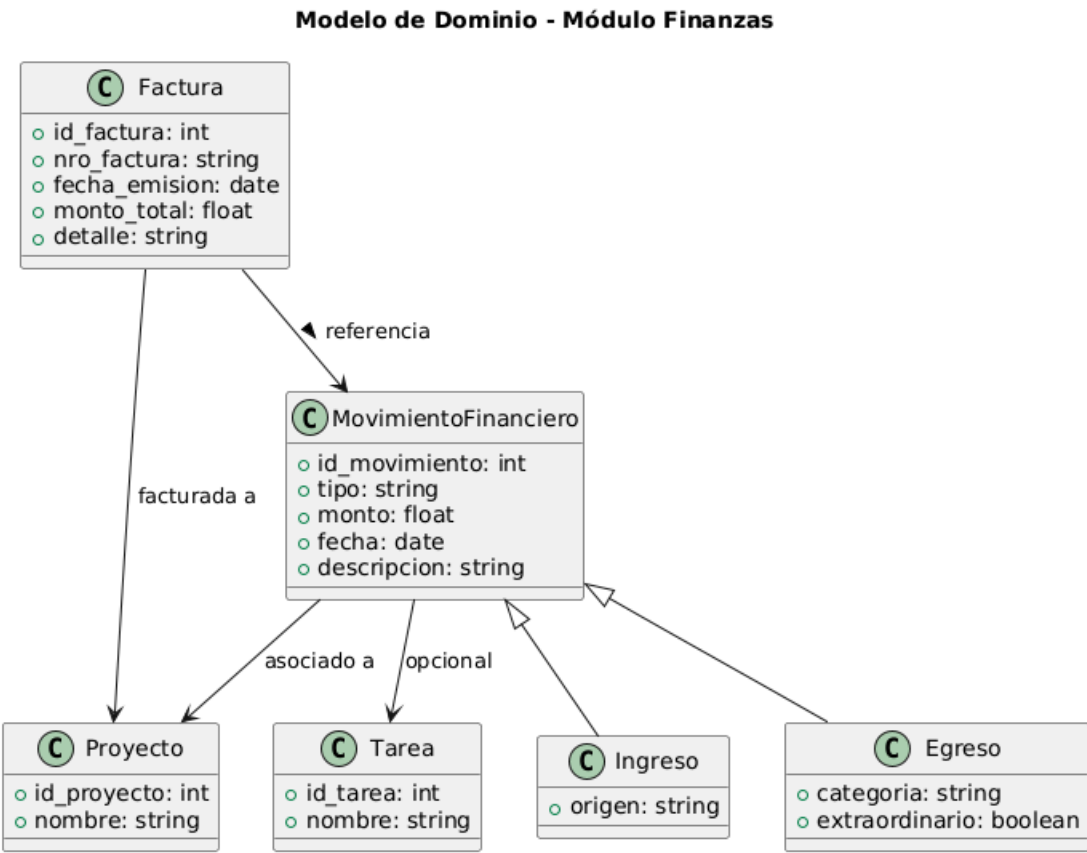 Modelo de Dominio - Módulo Finanzas
C Factura
id_factura: int
nro_factura: string
fecha_emision: date
monto_total: float
detalle: string
referencia
C MovimientoFinanciero
id_movimiento: int
tipo: string
monto: float
fecha: date
descripcion: string
facturada a
asociado a
opcional
C Proyecto
id_proyecto: int
nombre: string
C Tarea
id_tarea: int
nombre: string
C Ingreso
origen: string
C Egreso
categoria: string
extraordinario: boolean